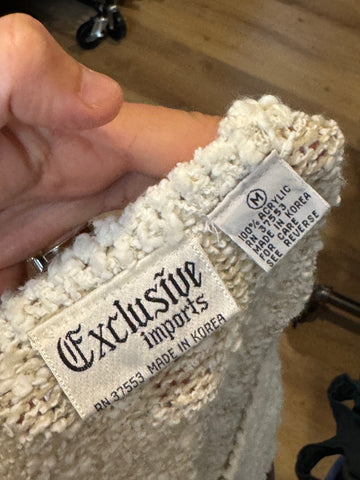 Exclusive
imports
RN 37553 MADE IN KOREA
M
100% ACRYLIC
RN 37553
MADE IN KOREA
FOR CARE
SEE REVERSE